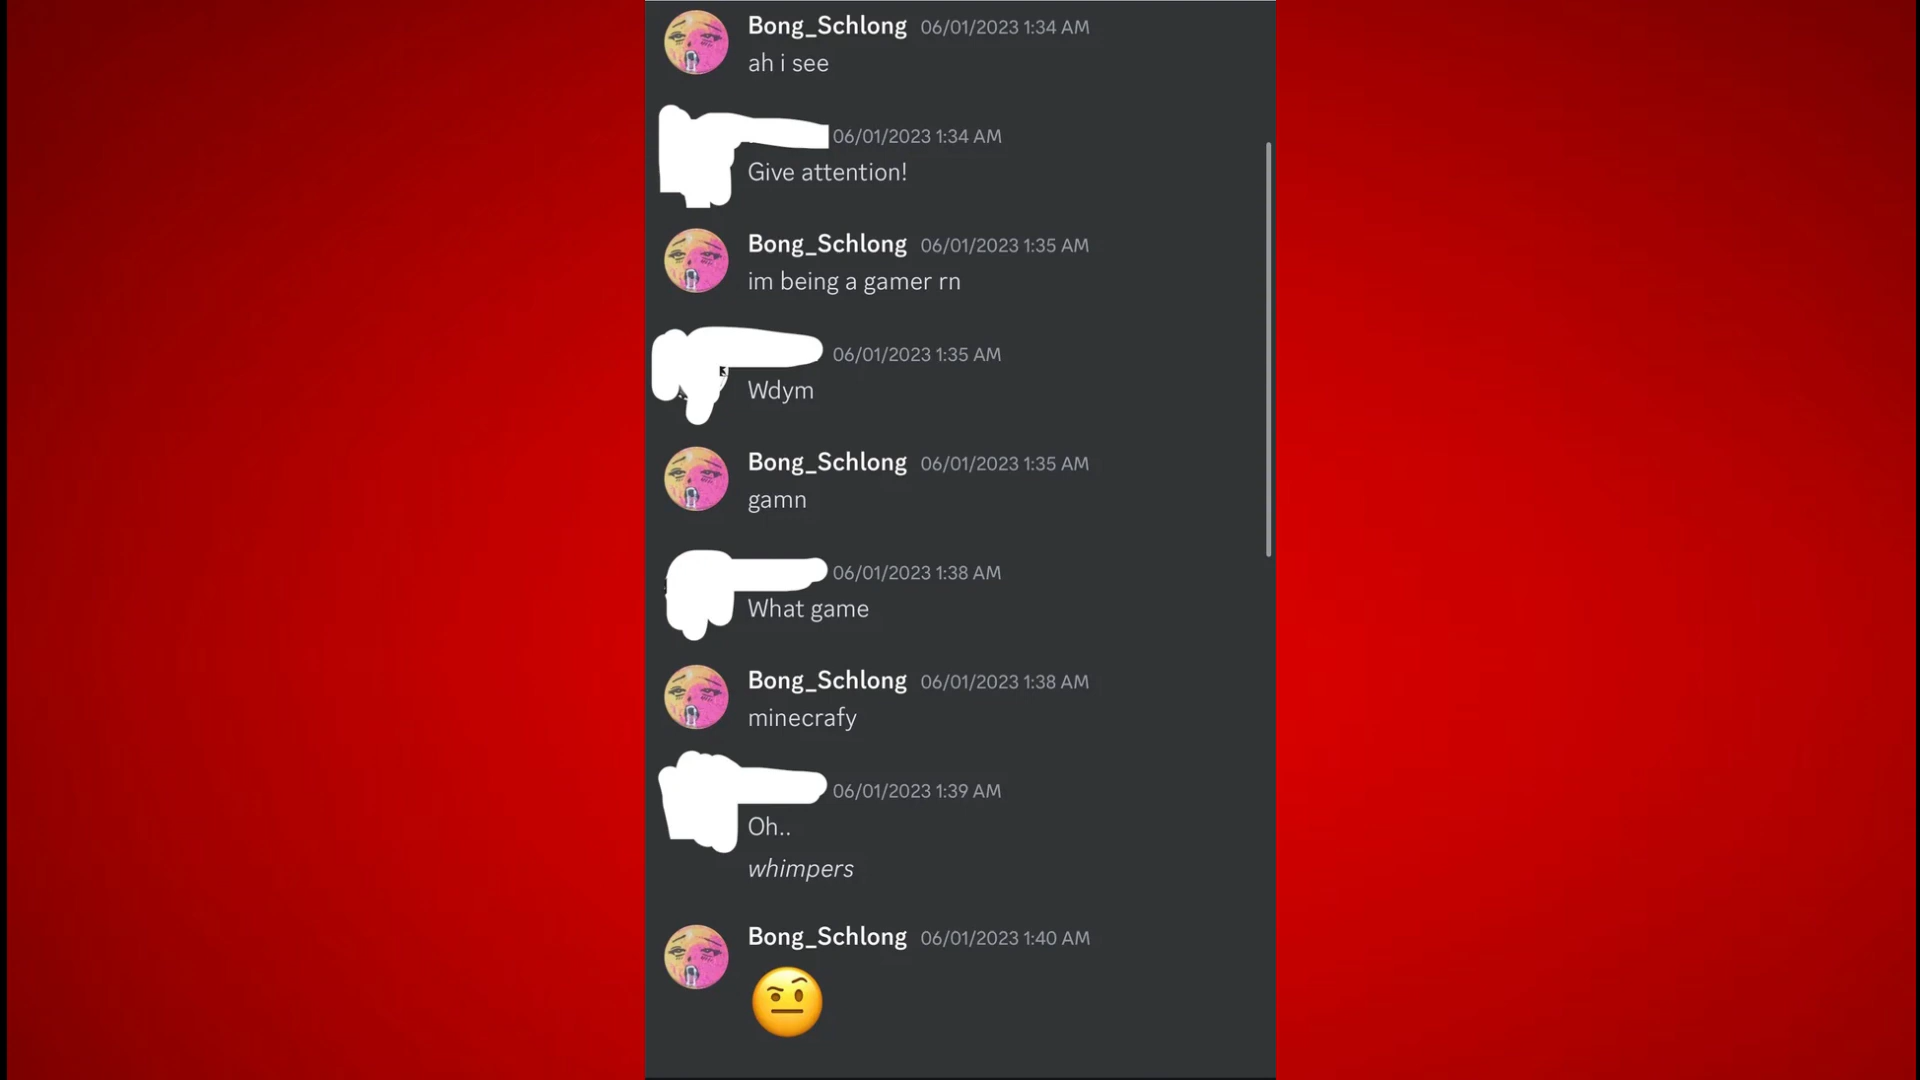 Bong_Schlong 06/01/2023 1:34 AM
ah i see
06/01/2023 1:34 AM
Give attention!
Bong_Schlong 06/01/2023 1:35 AM
im being a gamer rn
06/01/2023 1:35 AM
Wdym
Bong_Schlong 06/01/2023 1:35 AM
gamn
06/01/2023 1:38 AM
What game
Bong_Schlong 06/01/2023 1:38 AM
minecrafy
06/01/2023 1:39 AM
Oh..
whimpers
Bong_Schlong 06/01/2023 1:40 AM